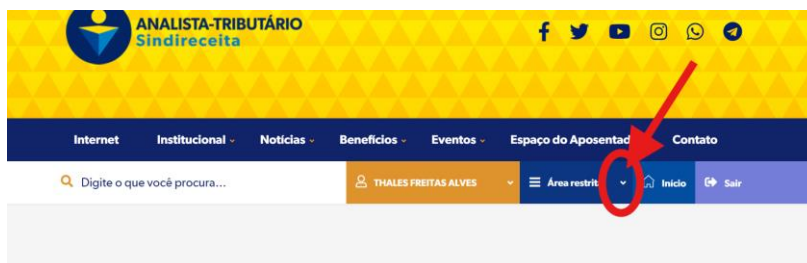 ANALISTA-TRIBUTÁRIO
Sindireceita
Internet Institucional Notícias Benefícios Eventos Espaço do Aposentad Contato
Digite o que você procura... THALES FREITAS ALVES Área restrit Início Sair